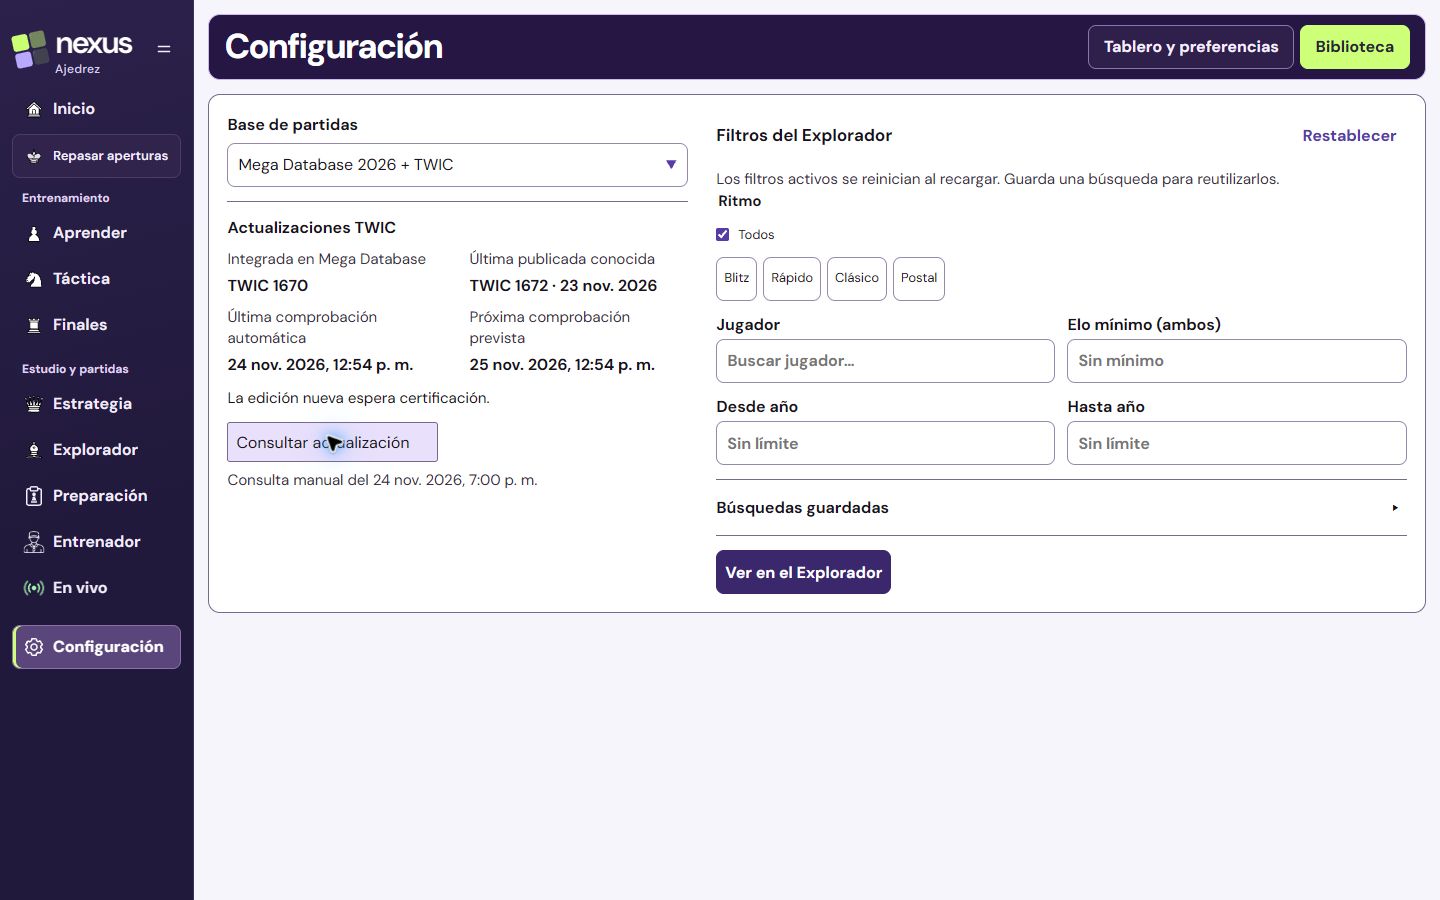 nexus
Ajedrez
Inicio
Repasar aperturas
Entrenamiento
Aprender
Táctica
Finales
Estudio y partidas
Estrategia
Explorador
Preparación
Entrenador
En vivo
Configuración
Configuración
Tablero y preferencias
Biblioteca
Base de partidas
Mega Database 2026 + TWIC
Actualizaciones TWIC
Integrada en Mega Database
TWIC 1670
Última publicada conocida
TWIC 1672 · 23 nov. 2026
Última comprobación
automática
24 nov. 2026, 12:54 p. m.
Próxima comprobación
prevista
25 nov. 2026, 12:54 p. m.
La edición nueva espera certificación.
Consultar actualización
Consulta manual del 24 nov. 2026, 7:00 p. m.
Filtros del Explorador
Restablecer
Los filtros activos se reinician al recargar. Guarda una búsqueda para reutilizarlos.
Ritmo
Todos
Blitz
Rápido
Clásico
Postal
Jugador
Buscar jugador...
Elo mínimo (ambos)
Sin mínimo
Desde año
Sin límite
Hasta año
Sin límite
Búsquedas guardadas
Ver en el Explorador